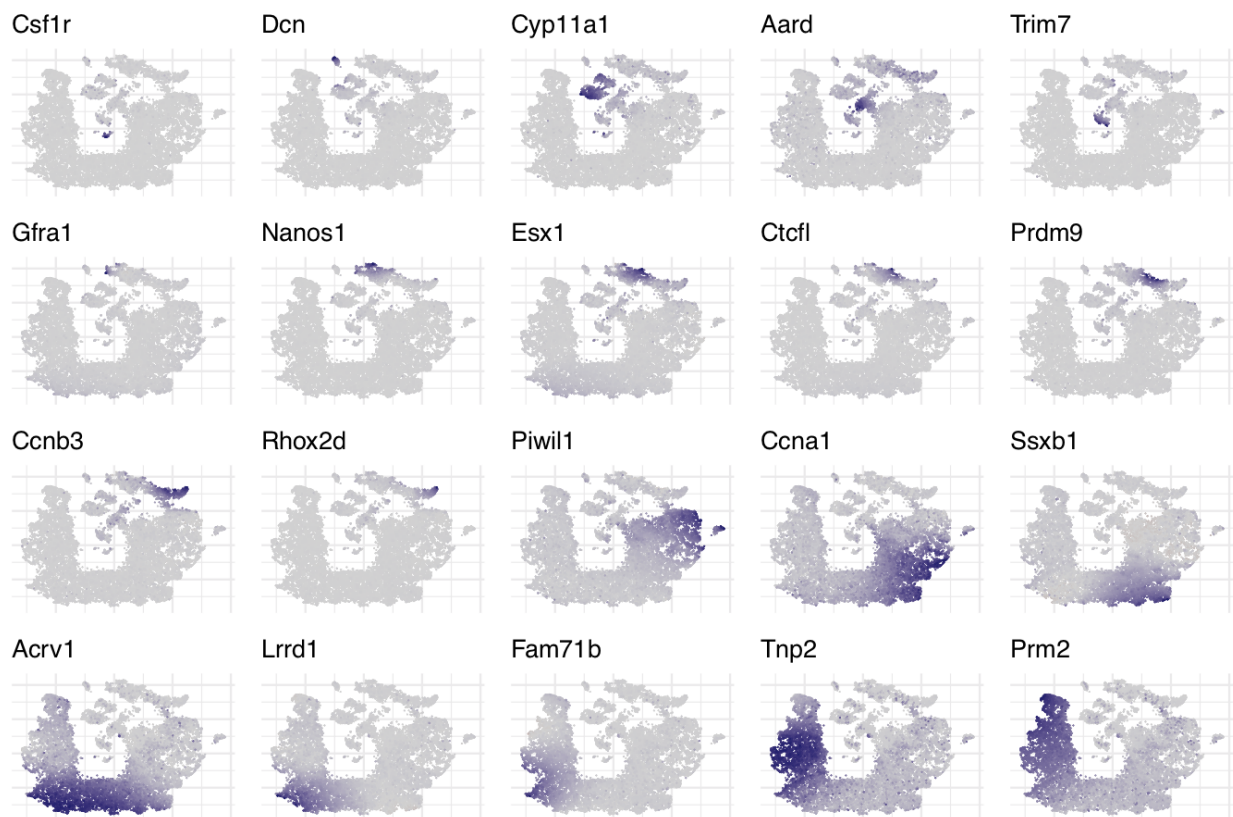 Csf1r Dcn Cyp11a1 Aard Trim7
Gfra1 Nanos1 Esx1 Ctcfl Prdm9
Ccnb3 Rhox2d Piwil1 Ccna1 Ssxb1
Acrv1 Lrrd1 Fam71b Tnp2 Prm2